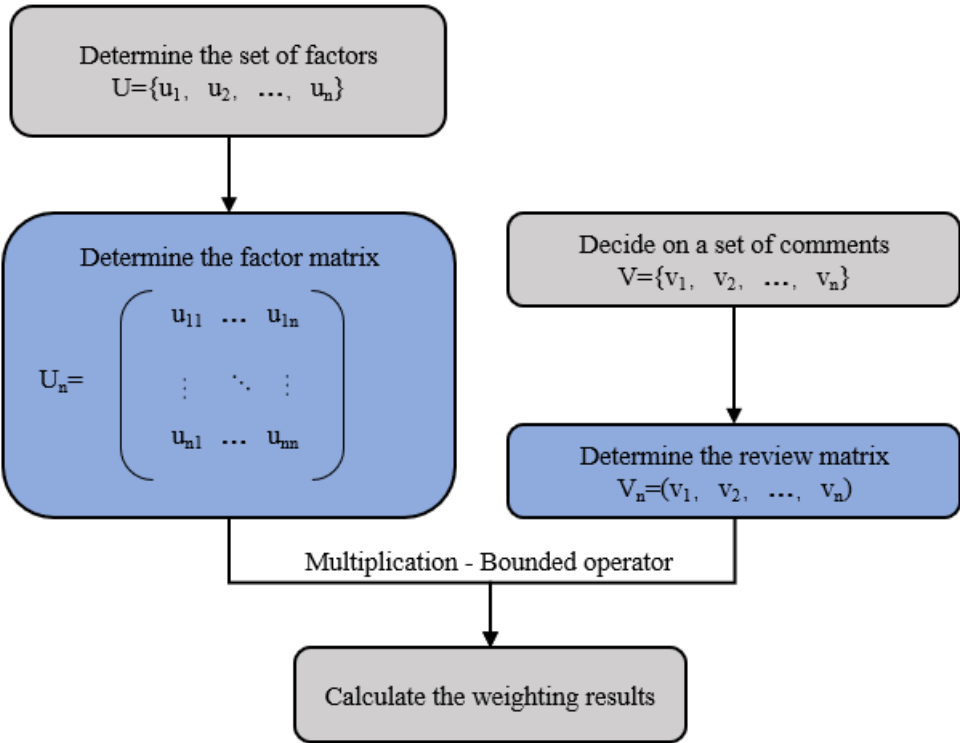 Determine the set of factors
U={u₁, u₂, …, uₙ}
Determine the factor matrix
u₁₁ … u₁ₙ
Uₙ= ⋮ ⋱ ⋮
uₙ₁ … uₙₙ
Decide on a set of comments
V={v₁, v₂, …, vₙ}
Determine the review matrix
Vₙ=(v₁, v₂, …, vₙ)
Multiplication - Bounded operator
Calculate the weighting results